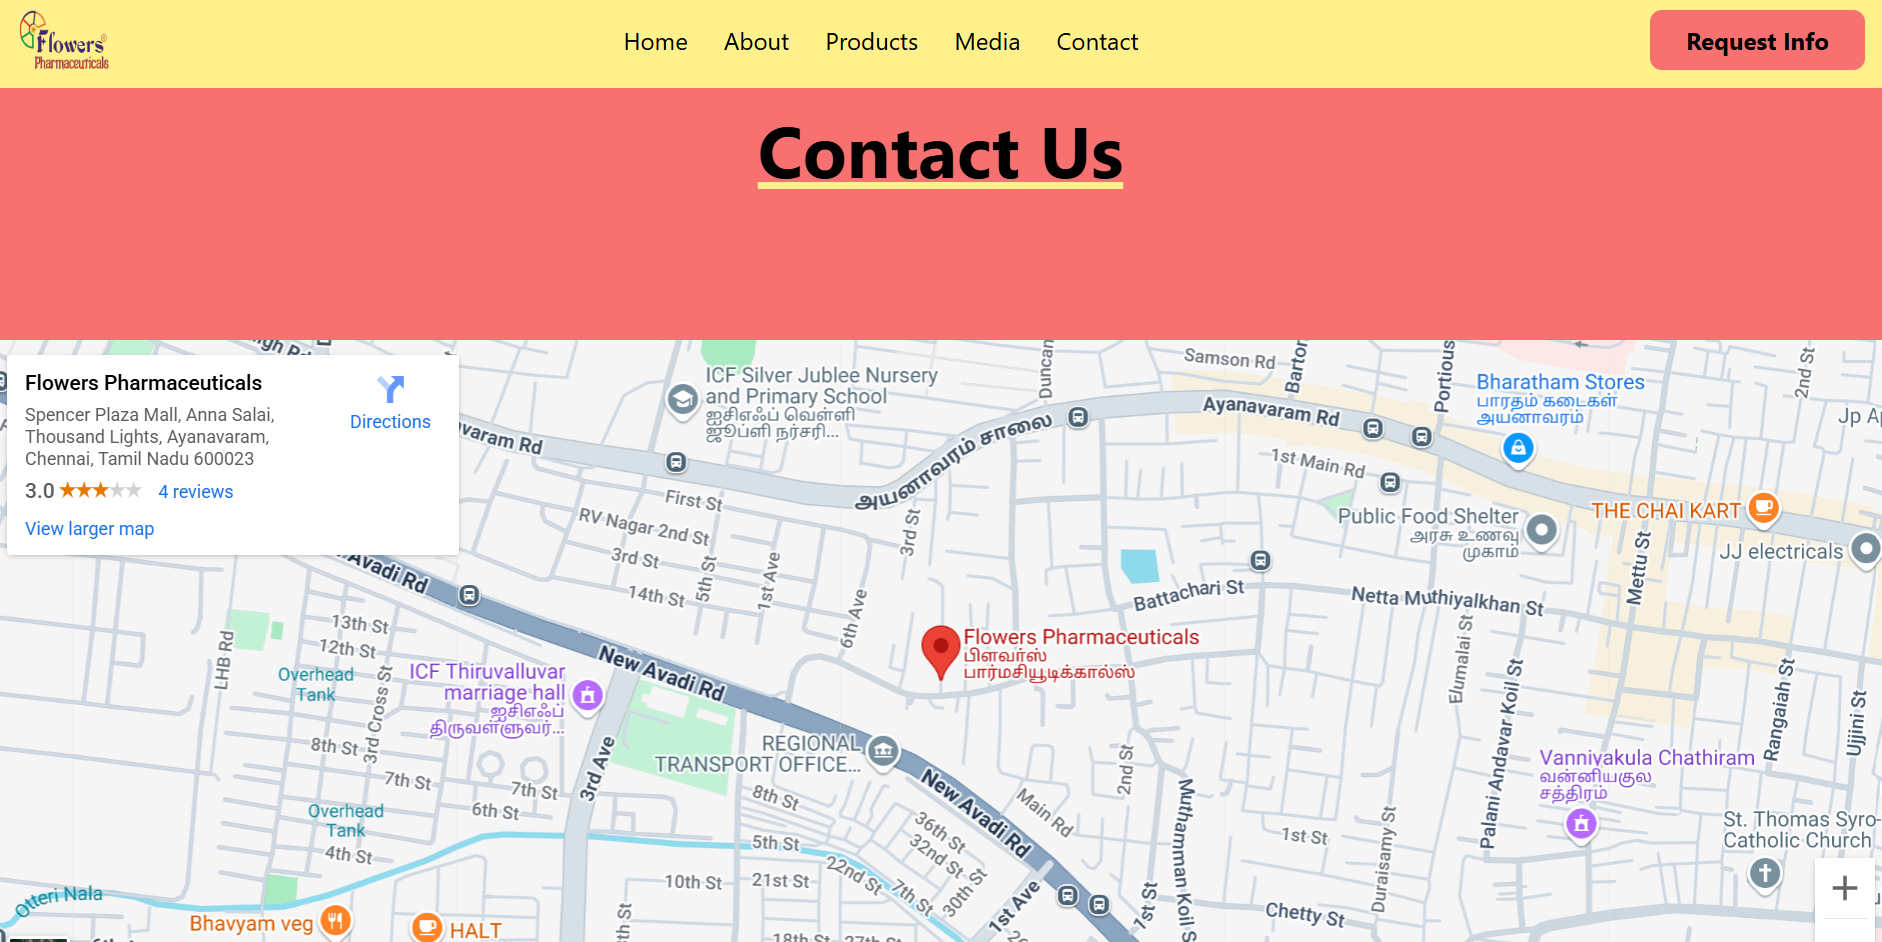 Flowers®
Pharmaceuticals
Home
About
Products
Media
Contact
Request Info
Contact Us
Flowers Pharmaceuticals
Spencer Plaza Mall, Anna Salai,
Thousand Lights, Ayanavaram,
Chennai, Tamil Nadu 600023
3.0
4 reviews
View larger map
Directions
varam Rd
ICF Silver Jublee Nursery
and Primary School
ஐசிஎஃப் வெள்ளி
ஜூப்ளி நர்சரி...
Duncan
Samson Rd
Barton
Portious
Ayanavaram Rd
அயனாவரம் சாலை
Bharatham Stores
பாரதம் கடைகள்
அயனாவரம்
2nd St
Jp Ap
1st Main Rd
First St
RV Nagar 2nd St
3rd St
3rd St
14th St
5th St
1st Ave
6th Ave
Public Food Shelter
அரசு உணவு
முகாம்
THE CHAI KART
JJ electricals
Mettu St
Battachari St
Netta Muthiyalkhan St
Avadi Rd
13th St
12th St
LHB Rd
Overhead
Tank
3rd Cross St
ICF Thiruvalluvar
marriage hall
ஐசிஎஃப்
திருவள்ளுவர்...
New Avadi Rd
Flowers Pharmaceuticals
பிளவர்ஸ்
பார்மசியூடிக்கால்ஸ்
Elumalai St
Palani Andavar Koil St
Rangaiah St
Ujjini St
8th St
7th St
7th St
6th St
3rd Ave
REGIONAL
TRANSPORT OFFICE...
New Avadi Rd
8th St
Main Rd
2nd St
Muthamman Koil S
Vanniyakula Chathiram
வன்னியகுல
சத்திரம்
Overhead
Tank
4th St
5th St
36th St
32nd St
30th St
22nd St
7th St
1st St
Duraisamy St
St. Thomas Syro-
Catholic Church
10th St
21st St
1st Ave
1st St
Chetty St
Otteri Nala
Bhavyam veg
HALT
18th St
27th St